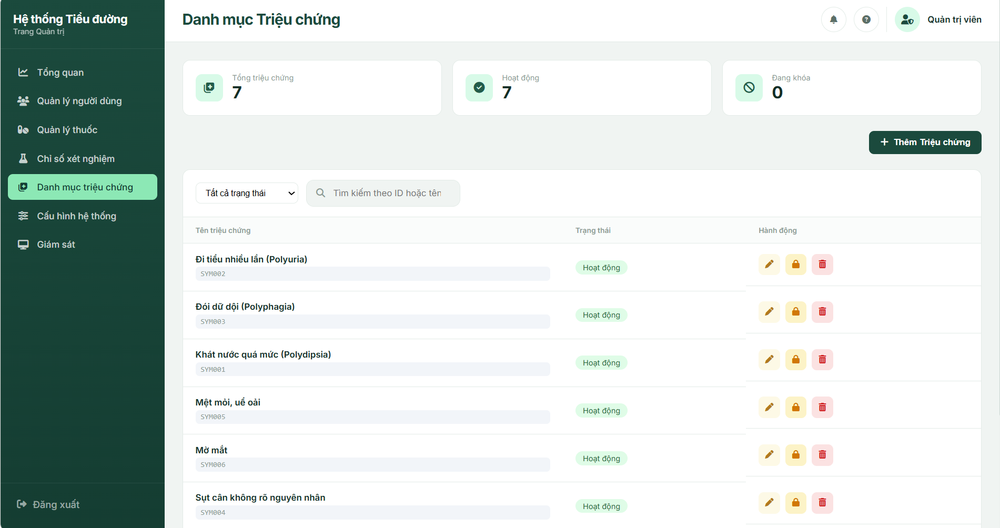 Hệ thống Tiểu đường
Trang Quản trị
Tổng quan
Quản lý người dùng
Quản lý thuốc
Chỉ số xét nghiệm
Danh mục triệu chứng
Cấu hình hệ thống
Giám sát
Đăng xuất
Danh mục Triệu chứng
Quản trị viên
Tổng triệu chứng
7
Hoạt động
7
Đang khóa
0
Thêm Triệu chứng
Tất cả trạng thái
Tìm kiếm theo ID hoặc tên
Tên triệu chứng Trạng thái Hành động
Đi tiểu nhiều lần (Polyuria)
SYM002
Hoạt động
Đói dữ dội (Polyphagia)
SYM003
Hoạt động
Khát nước quá mức (Polydipsia)
SYM001
Hoạt động
Mệt mỏi, uể oải
SYM005
Hoạt động
Mờ mắt
SYM006
Hoạt động
Sụt cân không rõ nguyên nhân
SYM004
Hoạt động